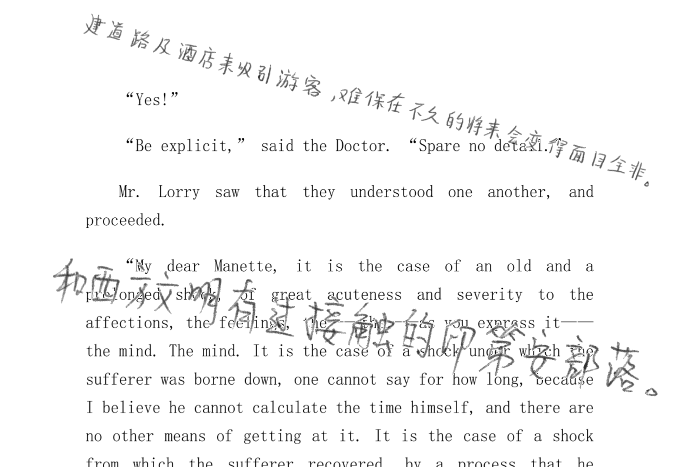 建道路及酒店来吸引游客,难保在不久的将来会变得面目全非。
“Yes!”
“Be explicit,” said the Doctor. “Spare no detail.”
Mr. Lorry saw that they understood one another, and
proceeded.
“My dear Manette, it is the case of an old and a
和西方文明有过接触的印第安部落。
prolonged shock, of great acuteness and severity to the
affections, the feelings, the——the——as you express it——
the mind. The mind. It is the case of a shock under which the
sufferer was borne down, one cannot say for how long, because
I believe he cannot calculate the time himself, and there are
no other means of getting at it. It is the case of a shock
from which the sufferer recovered, by a process that he